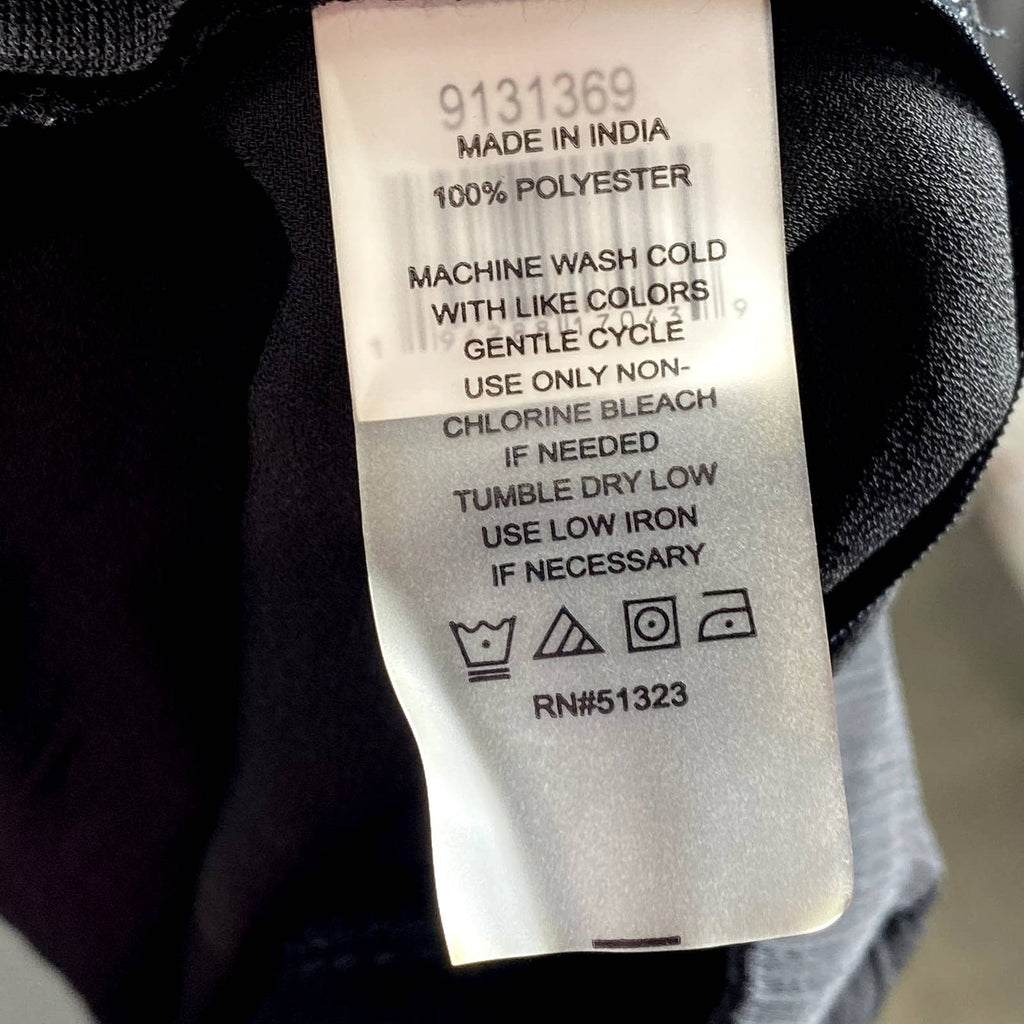 9131369
MADE IN INDIA
100% POLYESTER
MACHINE WASH COLD
WITH LIKE COLORS
GENTLE CYCLE
USE ONLY NON-
CHLORINE BLEACH
IF NEEDED
TUMBLE DRY LOW
USE LOW IRON
IF NECESSARY
RN#51323